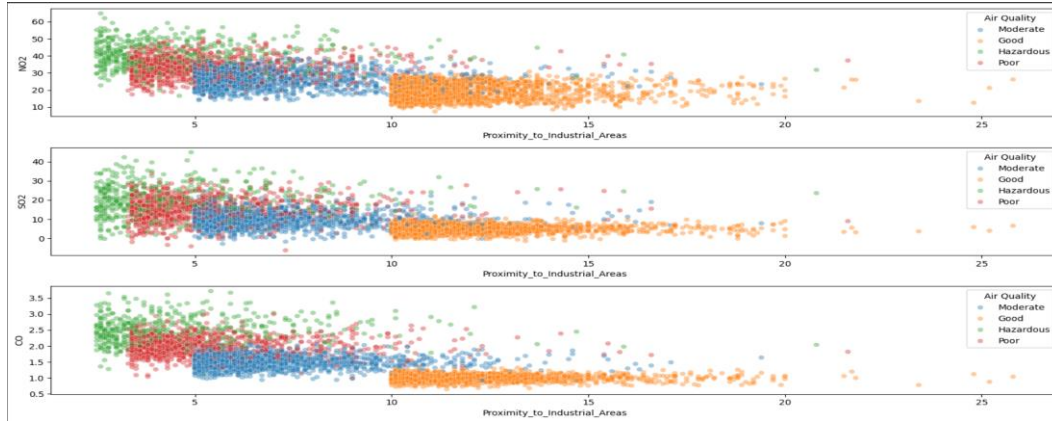 60
50
40
30
20
10
NO2
Air Quality
Moderate
Good
Hazardous
Poor
5 10 15 20 25
Proximity_to_Industrial_Areas
40
30
20
10
0
SO2
Air Quality
Moderate
Good
Hazardous
Poor
5 10 15 20 25
Proximity_to_Industrial_Areas
3.5
3.0
2.5
2.0
1.5
1.0
0.5
CO
Air Quality
Moderate
Good
Hazardous
Poor
5 10 15 20 25
Proximity_to_Industrial_Areas